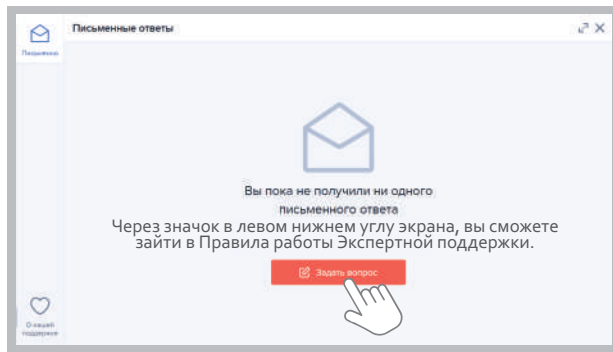 Письменные ответы
Письменно
Вы пока не получили ни одного
письменного ответа
Через значок в левом нижнем углу экрана, вы сможете
зайти в Правила работы Экспертной поддержки.
Задать вопрос
О нашей
поддержке